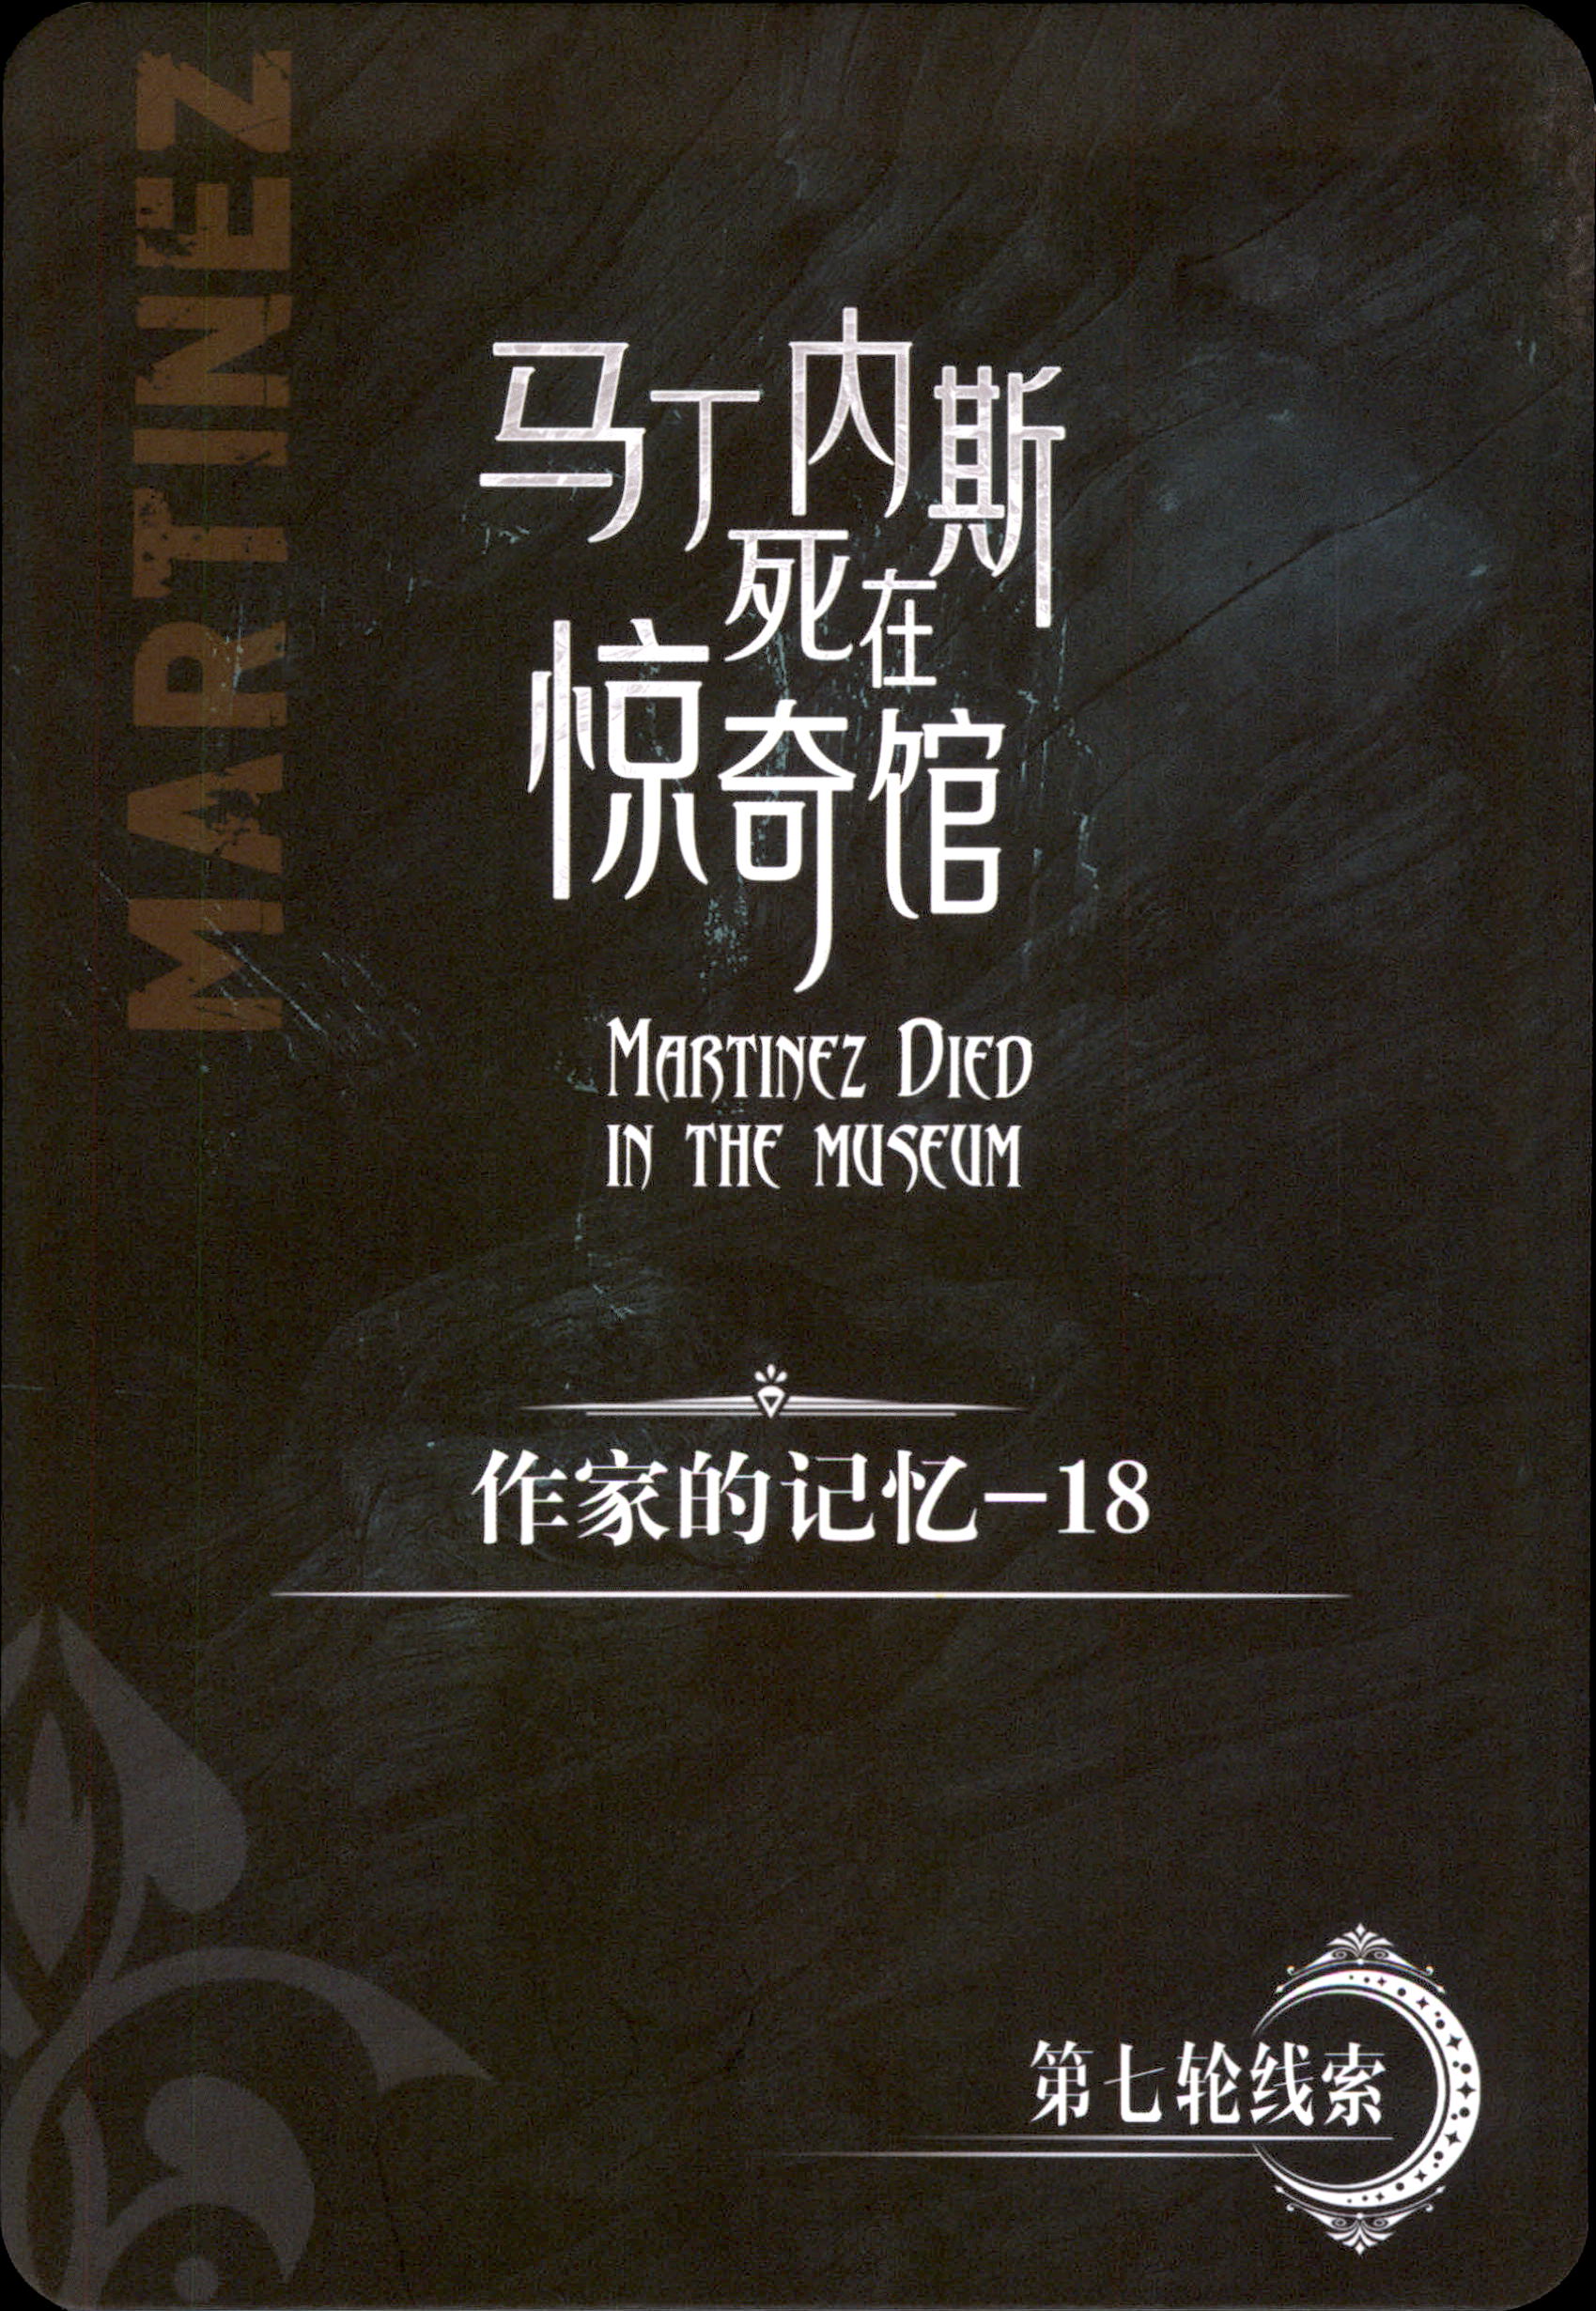 MARTINEZ
马丁内斯
死在
惊奇馆
MARTINEZ DIED
IN THE MUSEUM
作家的记忆-18
第七轮线索